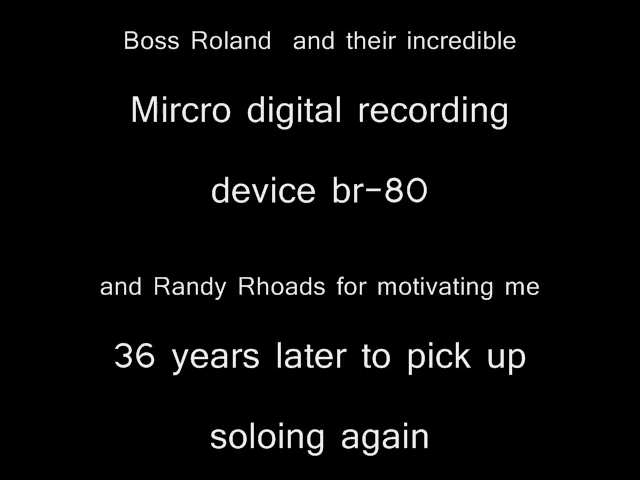 Boss Roland and their incredible
Mircro digital recording
device br-80
and Randy Rhoads for motivating me
36 years later to pick up
soloing again